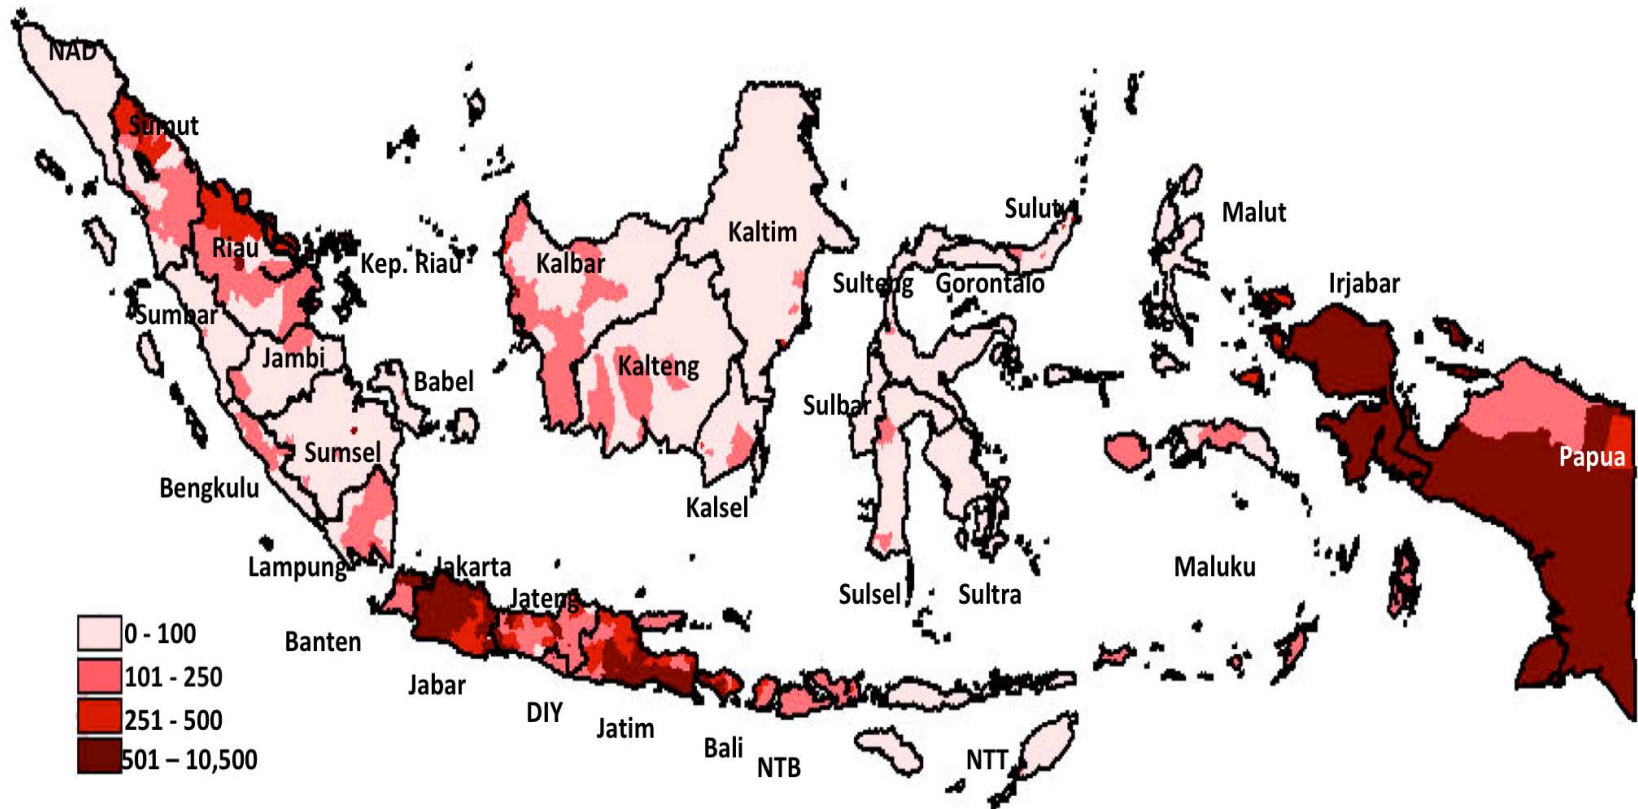 NAD
Sumut
Riau
Kep. Riau
Sumbar
Jambi
Babel
Sumsel
Bengkulu
Lampung
Kalbar
Kaltim
Kalteng
Kalsel
Sulut
Sulteng
Gorontalo
Sulbar
Sulsel
Sultra
Malut
Irjabar
Papua
Maluku
Jakarta
Jateng
Banten
Jabar
DIY
Jatim
Bali
NTB
NTT
0 - 100
101 - 250
251 - 500
501 – 10,500